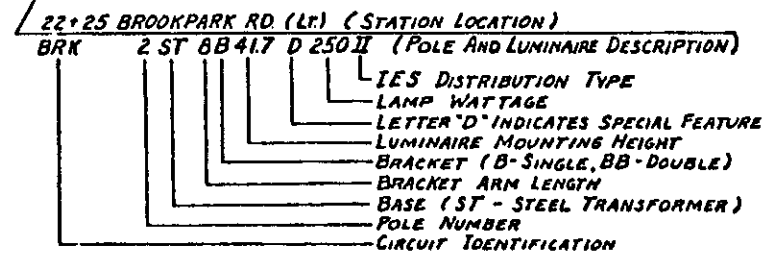 22+25 BROOKPARK RD. (LT.) (STATION LOCATION)
BRK 2 ST 8B41.7 D 250 II (POLE AND LUMINAIRE DESCRIPTION)
IES DISTRIBUTION TYPE
LAMP WATTAGE
LETTER "D" INDICATES SPECIAL FEATURE
LUMINAIRE MOUNTING HEIGHT
BRACKET (B-SINGLE, BB-DOUBLE)
BRACKET ARM LENGTH
BASE (ST - STEEL TRANSFORMER)
POLE NUMBER
CIRCUIT IDENTIFICATION